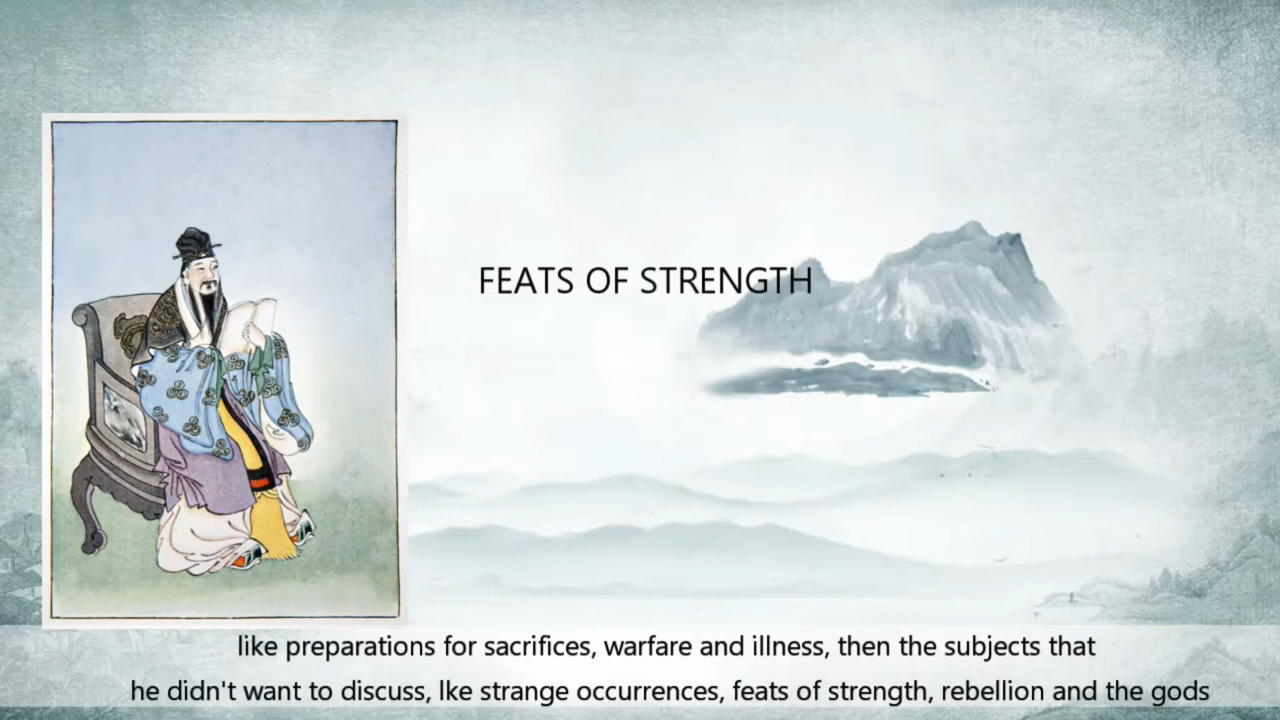 FEATS OF STRENGTH
like preparations for sacrifices, warfare and illness, then the subjects that
he didn't want to discuss, lke strange occurrences, feats of strength, rebellion and the gods